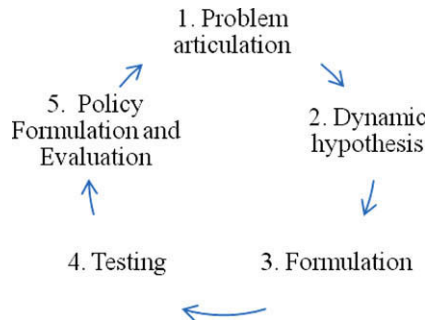 1. Problem
articulation
2. Dynamic
hypothesis
3. Formulation
4. Testing
5. Policy
Formulation and
Evaluation